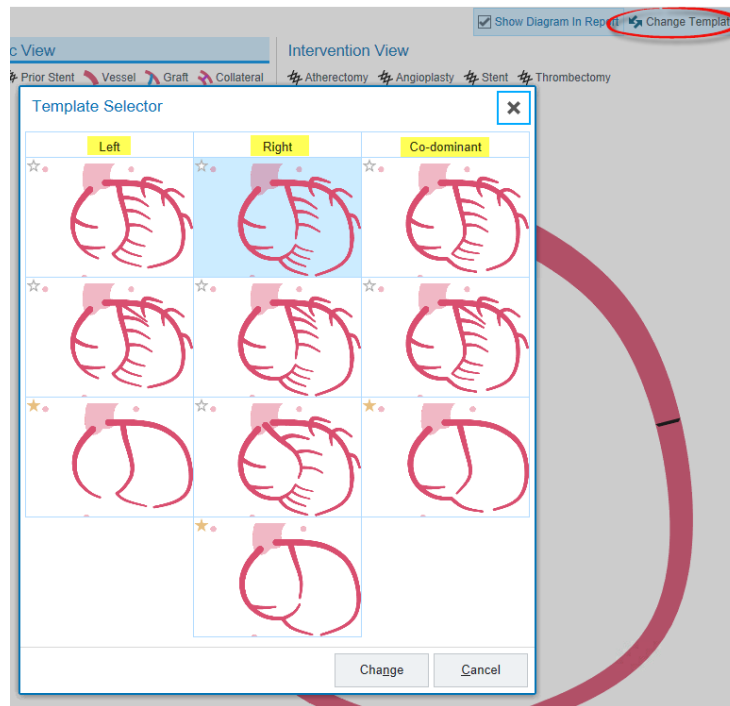 Show Diagram In Report Change Templat
c View Intervention View
Prior Stent Vessel Graft Collateral Atherectomy Angioplasty Stent Thrombectomy
Template Selector
Left Right Co-dominant
Change Cancel